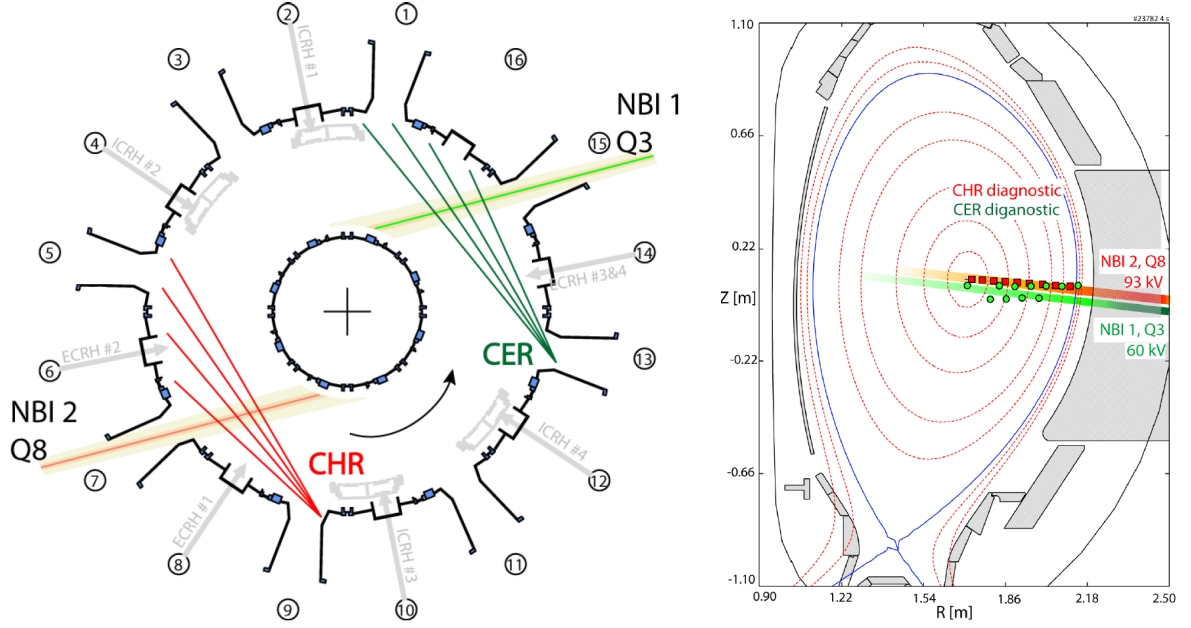 2
1
ICRH #1
3
16
NBI 1
Q3
15
4
ICRH #2
5
14
ECRH #3&4
CER
13
6
ECRH #2
NBI 2
Q8
CHR
ICRH #4
7
12
ECRH #1
ICRH #3
8
11
9
10
#23782 4 s
1.10
0.66
CHR diagnostic
CER diganostic
0.22
NBI 2, Q8
93 kV
Z [m]
NBI 1, Q3
60 kV
-0.22
-0.66
-1.10
0.90
1.22
1.54
1.86
2.18
2.50
R [m]